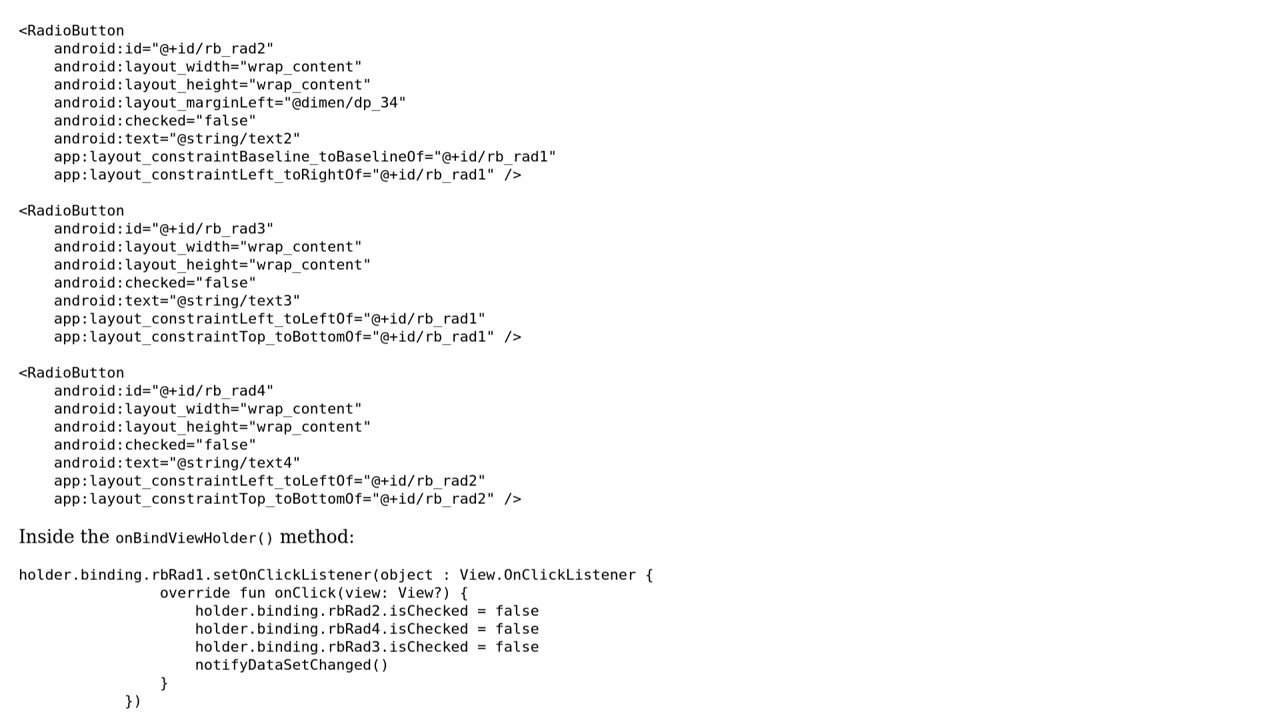 <RadioButton
    android:id="@+id/rb_rad2"
    android:layout_width="wrap_content"
    android:layout_height="wrap_content"
    android:layout_marginLeft="@dimen/dp_34"
    android:checked="false"
    android:text="@string/text2"
    app:layout_constraintBaseline_toBaselineOf="@+id/rb_rad1"
    app:layout_constraintLeft_toRightOf="@+id/rb_rad1" />

<RadioButton
    android:id="@+id/rb_rad3"
    android:layout_width="wrap_content"
    android:layout_height="wrap_content"
    android:checked="false"
    android:text="@string/text3"
    app:layout_constraintLeft_toLeftOf="@+id/rb_rad1"
    app:layout_constraintTop_toBottomOf="@+id/rb_rad1" />

<RadioButton
    android:id="@+id/rb_rad4"
    android:layout_width="wrap_content"
    android:layout_height="wrap_content"
    android:checked="false"
    android:text="@string/text4"
    app:layout_constraintLeft_toLeftOf="@+id/rb_rad2"
    app:layout_constraintTop_toBottomOf="@+id/rb_rad2" />

Inside the onBindViewHolder() method:

holder.binding.rbRad1.setOnClickListener(object : View.OnClickListener {
                override fun onClick(view: View?) {
                    holder.binding.rbRad2.isChecked = false
                    holder.binding.rbRad4.isChecked = false
                    holder.binding.rbRad3.isChecked = false
                    notifyDataSetChanged()
                }
            })